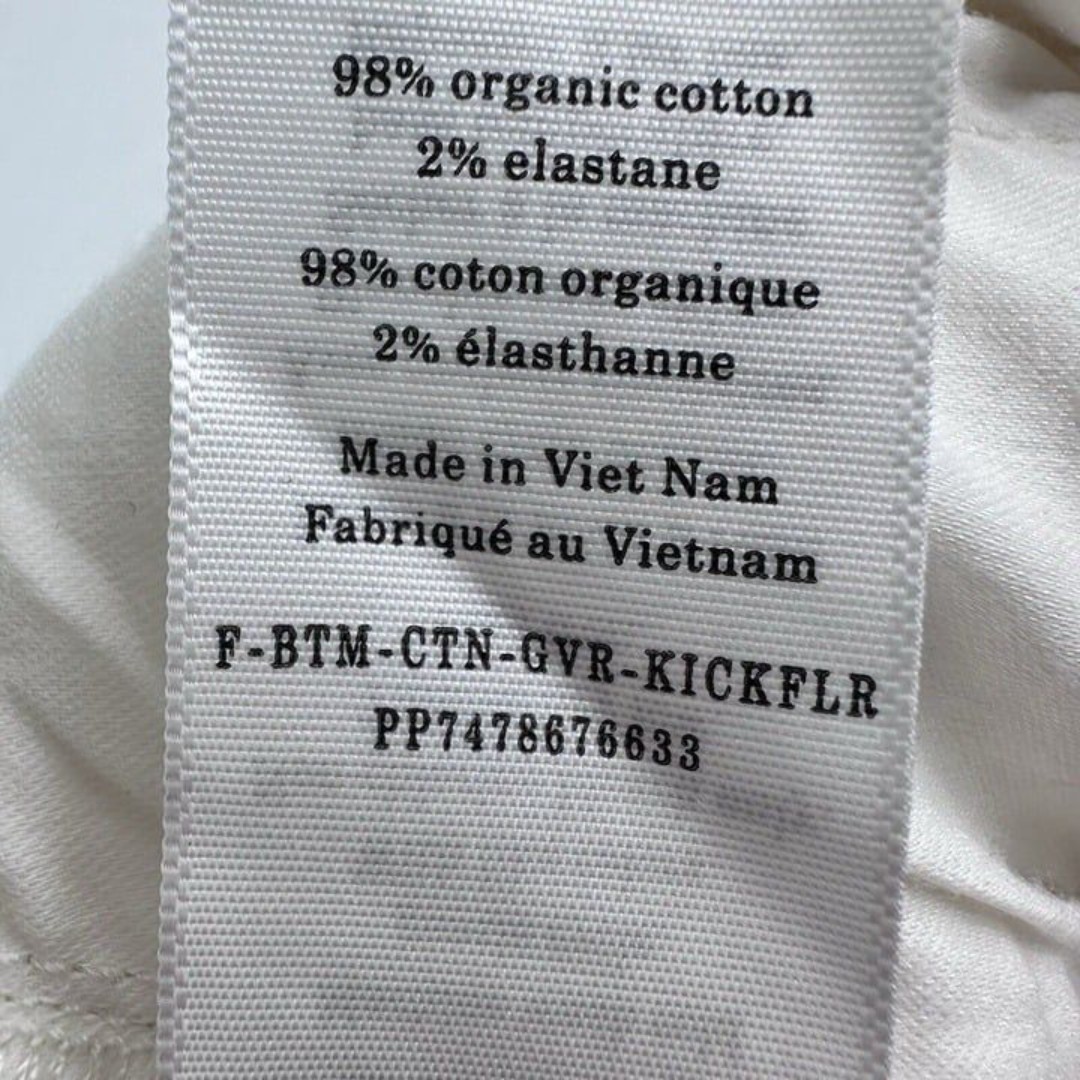 98% organic cotton
2% elastane
98% coton organique
2% élasthanne
Made in Viet Nam
Fabriqué au Vietnam
F-BTM-CTN-GVR-KICKFLR
PP7478676633